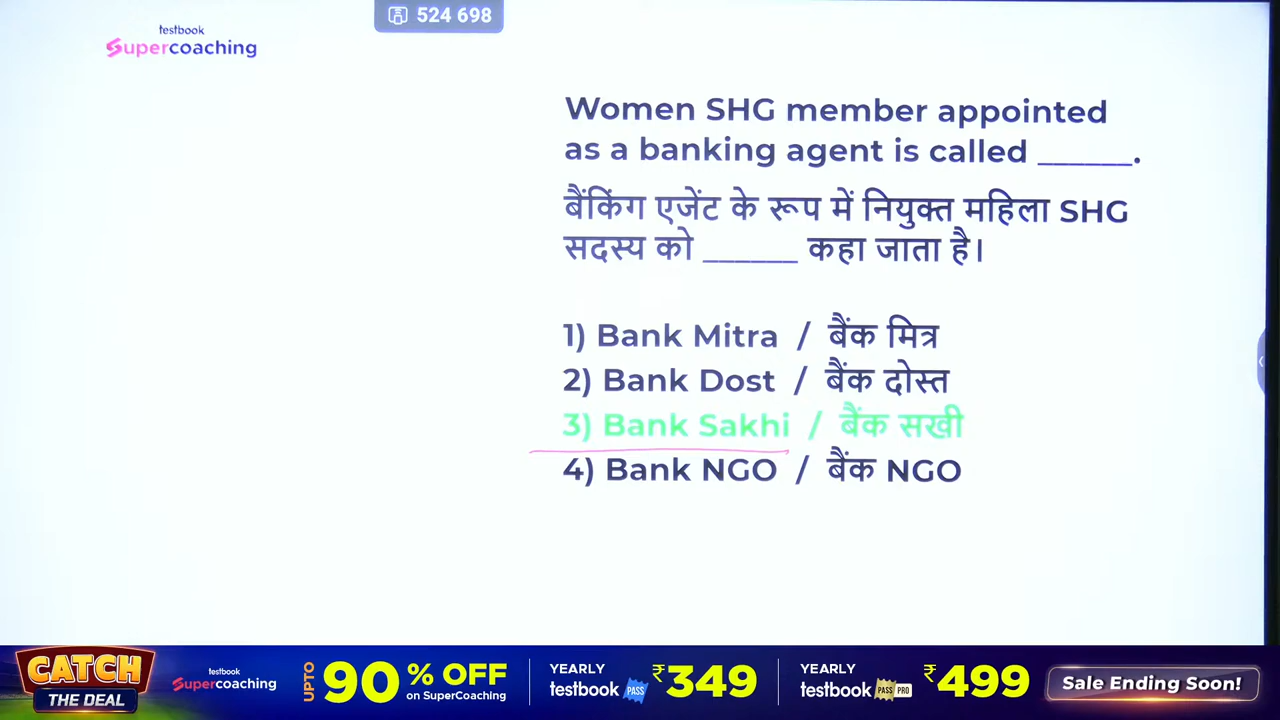 testbook
Supercoaching
524 698
Women SHG member appointed
as a banking agent is called ______.
बैंकिंग एजेंट के रूप में नियुक्त महिला SHG
सदस्य को ______ कहा जाता है।
1) Bank Mitra / बैंक मित्र
2) Bank Dost / बैंक दोस्त
3) Bank Sakhi / बैंक सखी
4) Bank NGO / बैंक NGO
CATCH
THE DEAL
testbook
Supercoaching
UPTO
90% OFF
on SuperCoaching
YEARLY
testbook PASS
₹349
YEARLY
testbook PASS PRO
₹499
Sale Ending Soon!